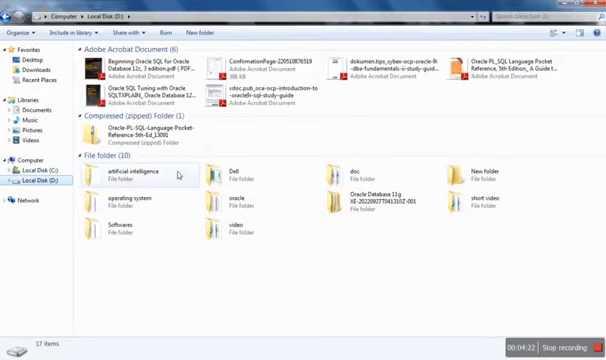 Computer ▸ Local Disk (D:) ▸
Search Local Disk (D:)
Organize ▾ Include in library ▾ Share with ▾ Burn New folder
Favorites
Desktop
Downloads
Recent Places
Libraries
Documents
Music
Pictures
Videos
Computer
Local Disk (C:)
Local Disk (D:)
Network
Adobe Acrobat Document (6)
Beginning Oracle SQL for Oracle
Database 12c, 3 edition.pdf ( PDF...
Adobe Acrobat Document
ConfirmationPage-220510876519
Adobe Acrobat Document
388 KB
dokumen.tips_sybex-ocp-oracle-9i-
dba-fundamentals-ii-study-guid...
Adobe Acrobat Document
Oracle PL_SQL Language Pocket
Reference, 5th Edition_ A Guide t...
Adobe Acrobat Document
Oracle SQL Tuning with Oracle
SQLTXPLAIN_ Oracle Database 12...
Adobe Acrobat Document
vdoc.pub_oca-ocp-introduction-to-
oracle9i-sql-study-guide
Adobe Acrobat Document
Compressed (zipped) Folder (1)
Oracle-PL-SQL-Language-Pocket-
Reference-5th-Ed_13091
Compressed (zipped) Folder
File folder (10)
artificial intelligence
File folder
Dell
File folder
doc
File folder
New folder
File folder
operating system
File folder
oracle
File folder
Oracle Database 11g
XE-20220927T041310Z-001
File folder
short video
File folder
Softwares
File folder
video
File folder
17 items
00:04:22 Stop recording